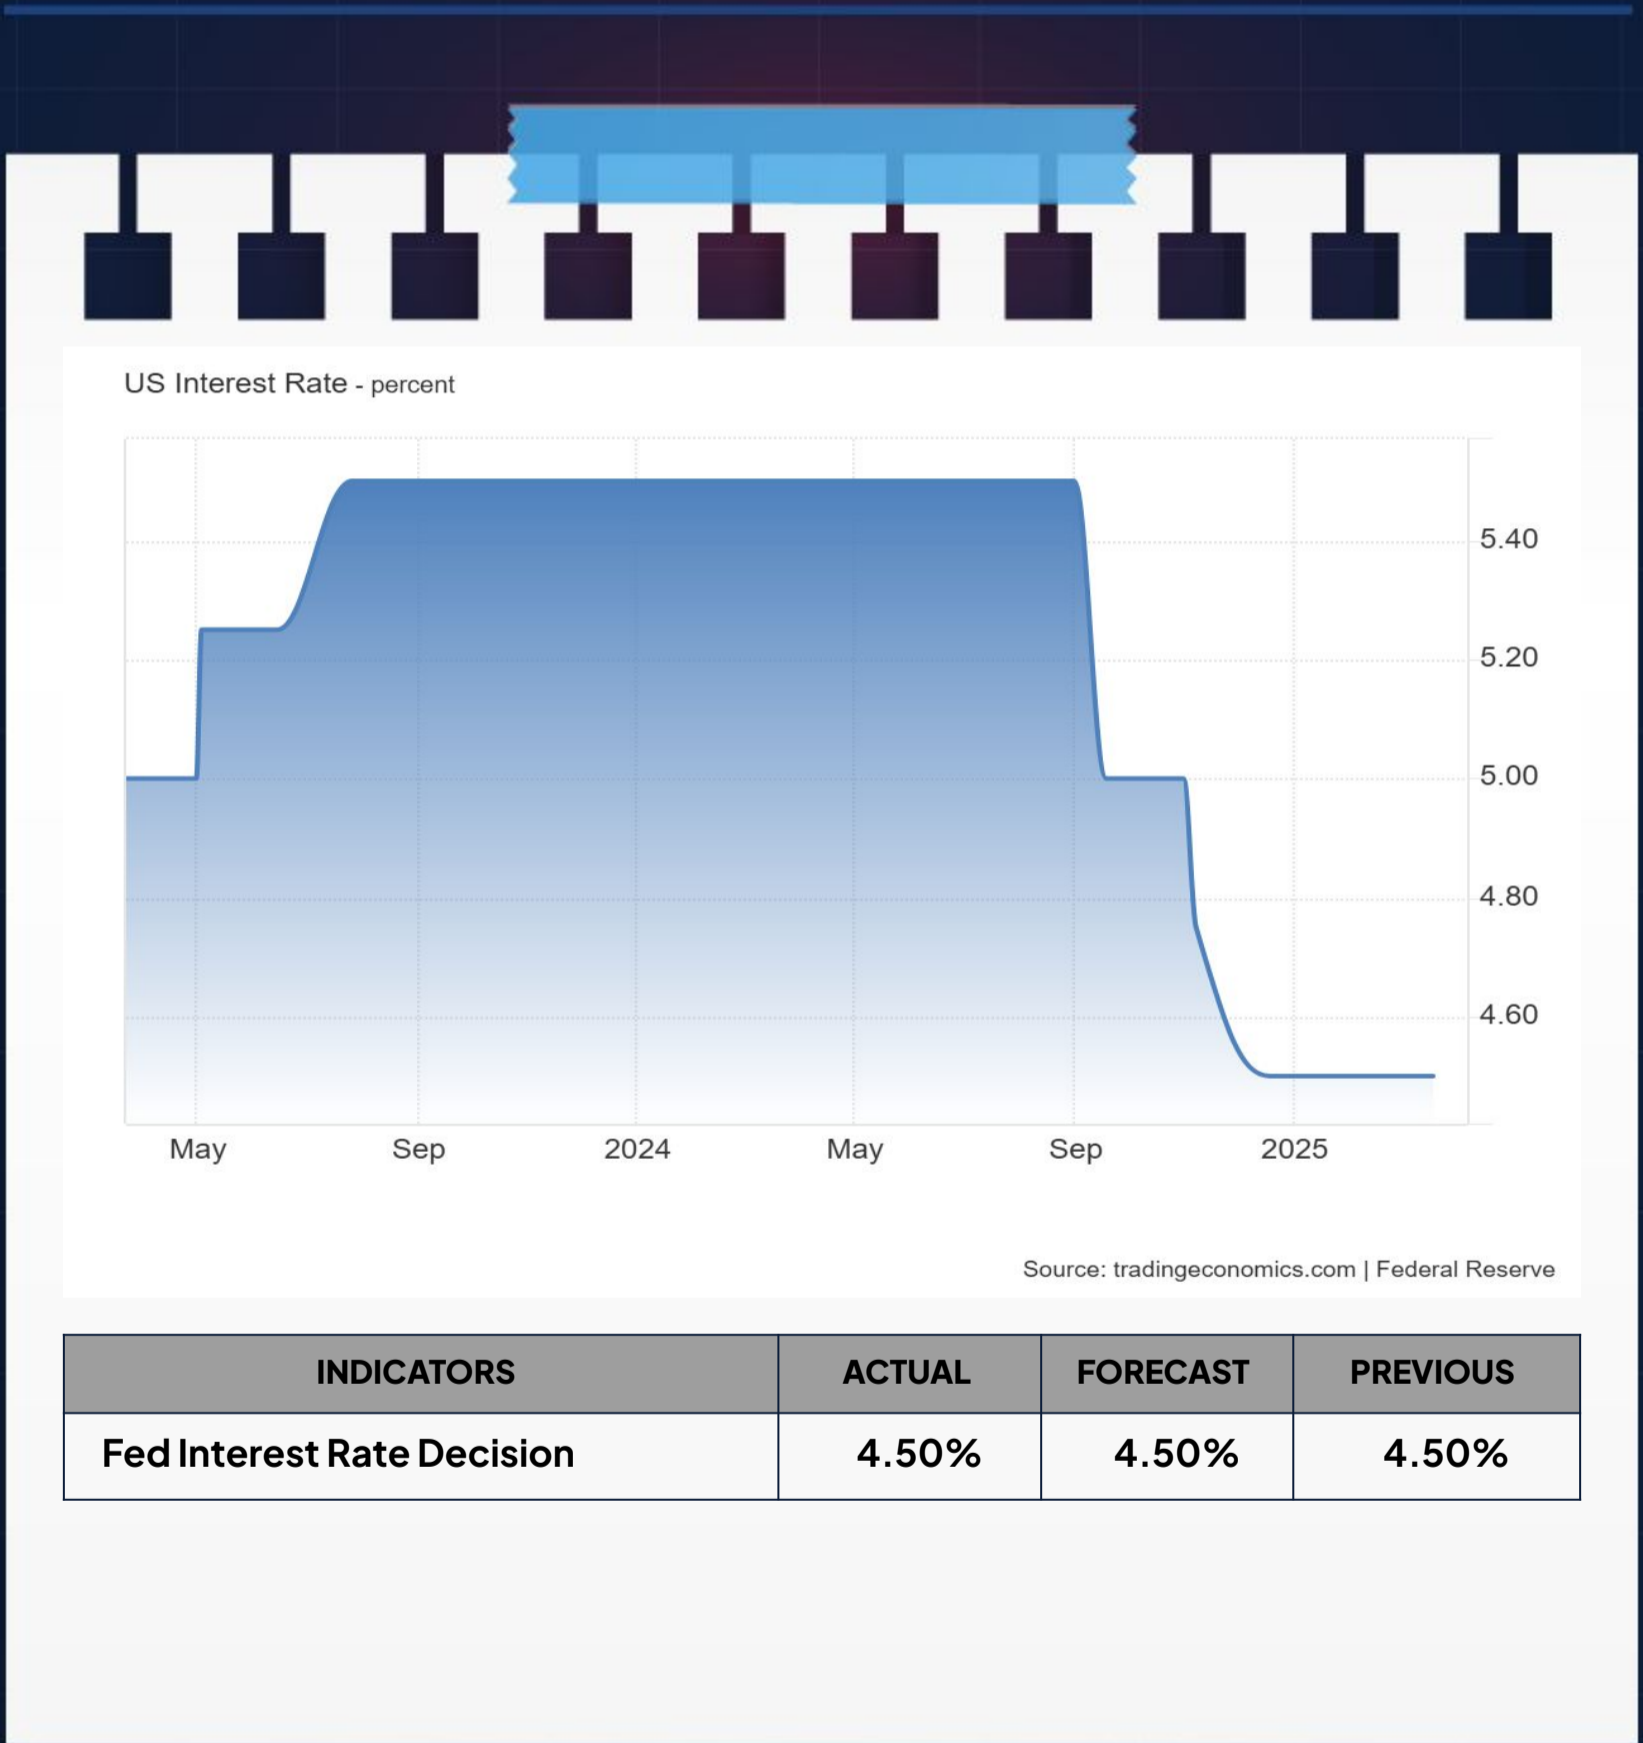 US Interest Rate - percent
5.40
5.20
5.00
4.80
4.60
May Sep 2024 May Sep 2025
Source: tradingeconomics.com | Federal Reserve
INDICATORS ACTUAL FORECAST PREVIOUS
Fed Interest Rate Decision 4.50% 4.50% 4.50%